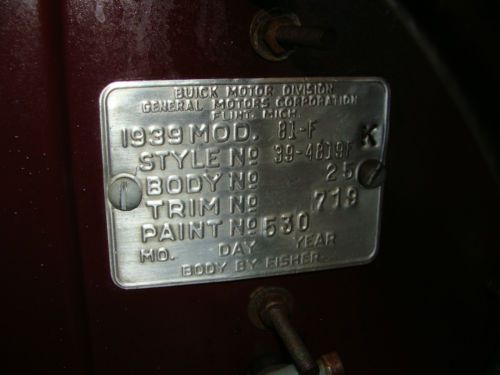 BUICK MOTOR DIVISION
GENERAL MOTORS CORPORATION
FLINT, MICH.
1939 MOD. 81-F K
STYLE No 39-4819F
BODY No 25
TRIM No 719
PAINT No 530
MO. DAY YEAR
BODY BY FISHER